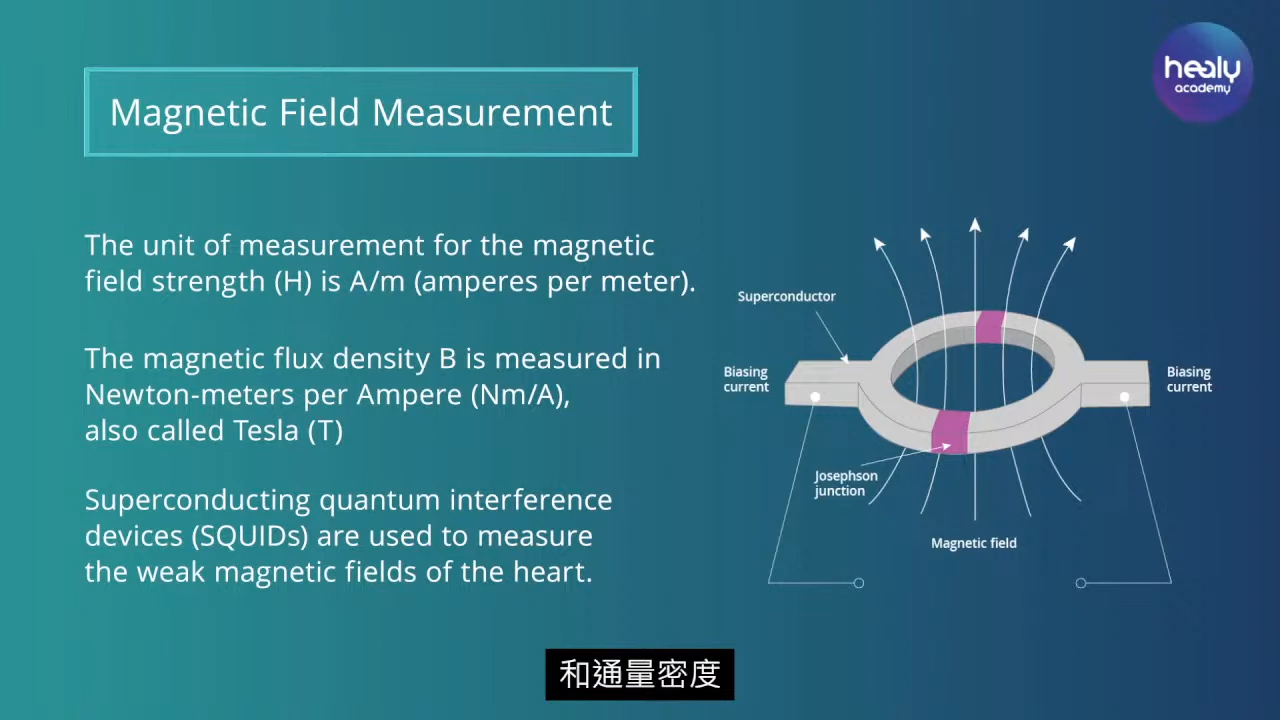 healy
academy
Magnetic Field Measurement
The unit of measurement for the magnetic
field strength (H) is A/m (amperes per meter).
The magnetic flux density B is measured in
Newton-meters per Ampere (Nm/A),
also called Tesla (T)
Superconducting quantum interference
devices (SQUIDs) are used to measure
the weak magnetic fields of the heart.
Superconductor
Biasing
current
Biasing
current
Josephson
junction
Magnetic field
和通量密度